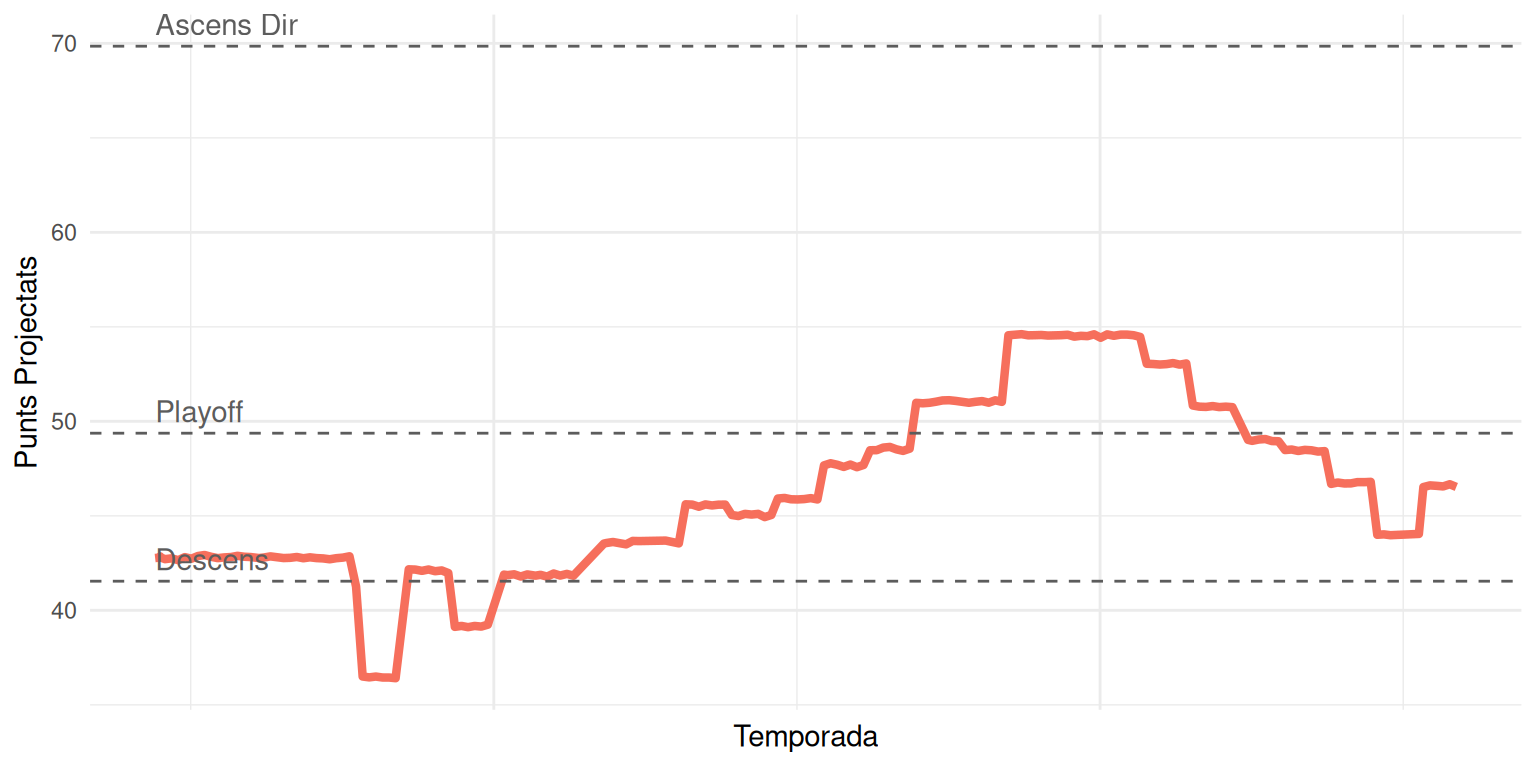 Ascens Dir
70
60
Punts Projectats
Playoff
50
Descens
40
Temporada